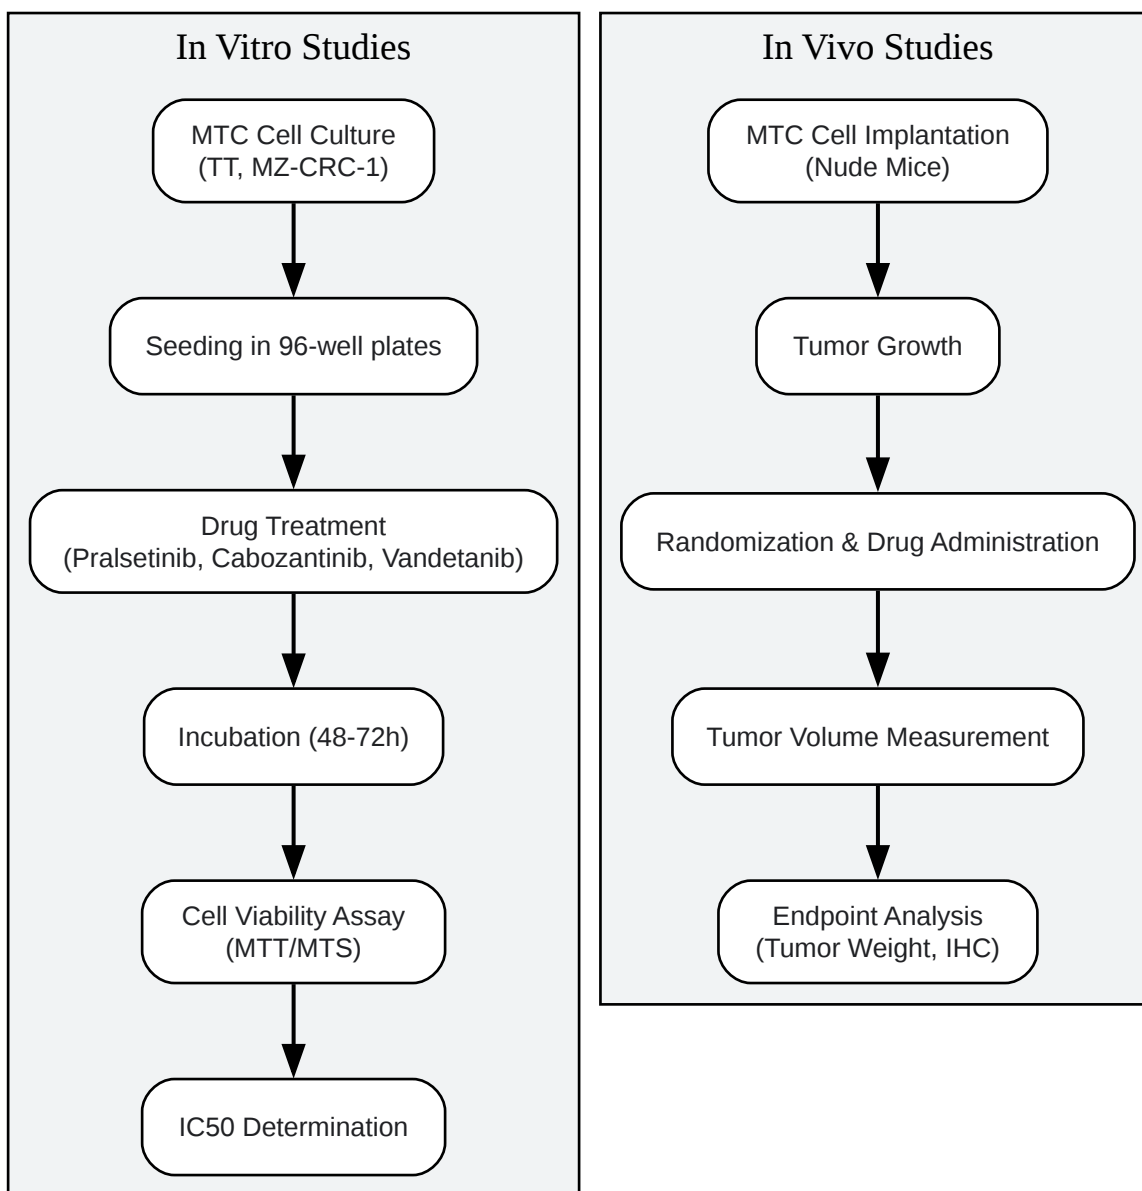 In Vitro Studies
MTC Cell Culture
(TT, MZ-CRC-1)
Seeding in 96-well plates
Drug Treatment
(Pralsetinib, Cabozantinib, Vandetanib)
Incubation (48-72h)
Cell Viability Assay
(MTT/MTS)
IC50 Determination
In Vivo Studies
MTC Cell Implantation
(Nude Mice)
Tumor Growth
Randomization & Drug Administration
Tumor Volume Measurement
Endpoint Analysis
(Tumor Weight, IHC)